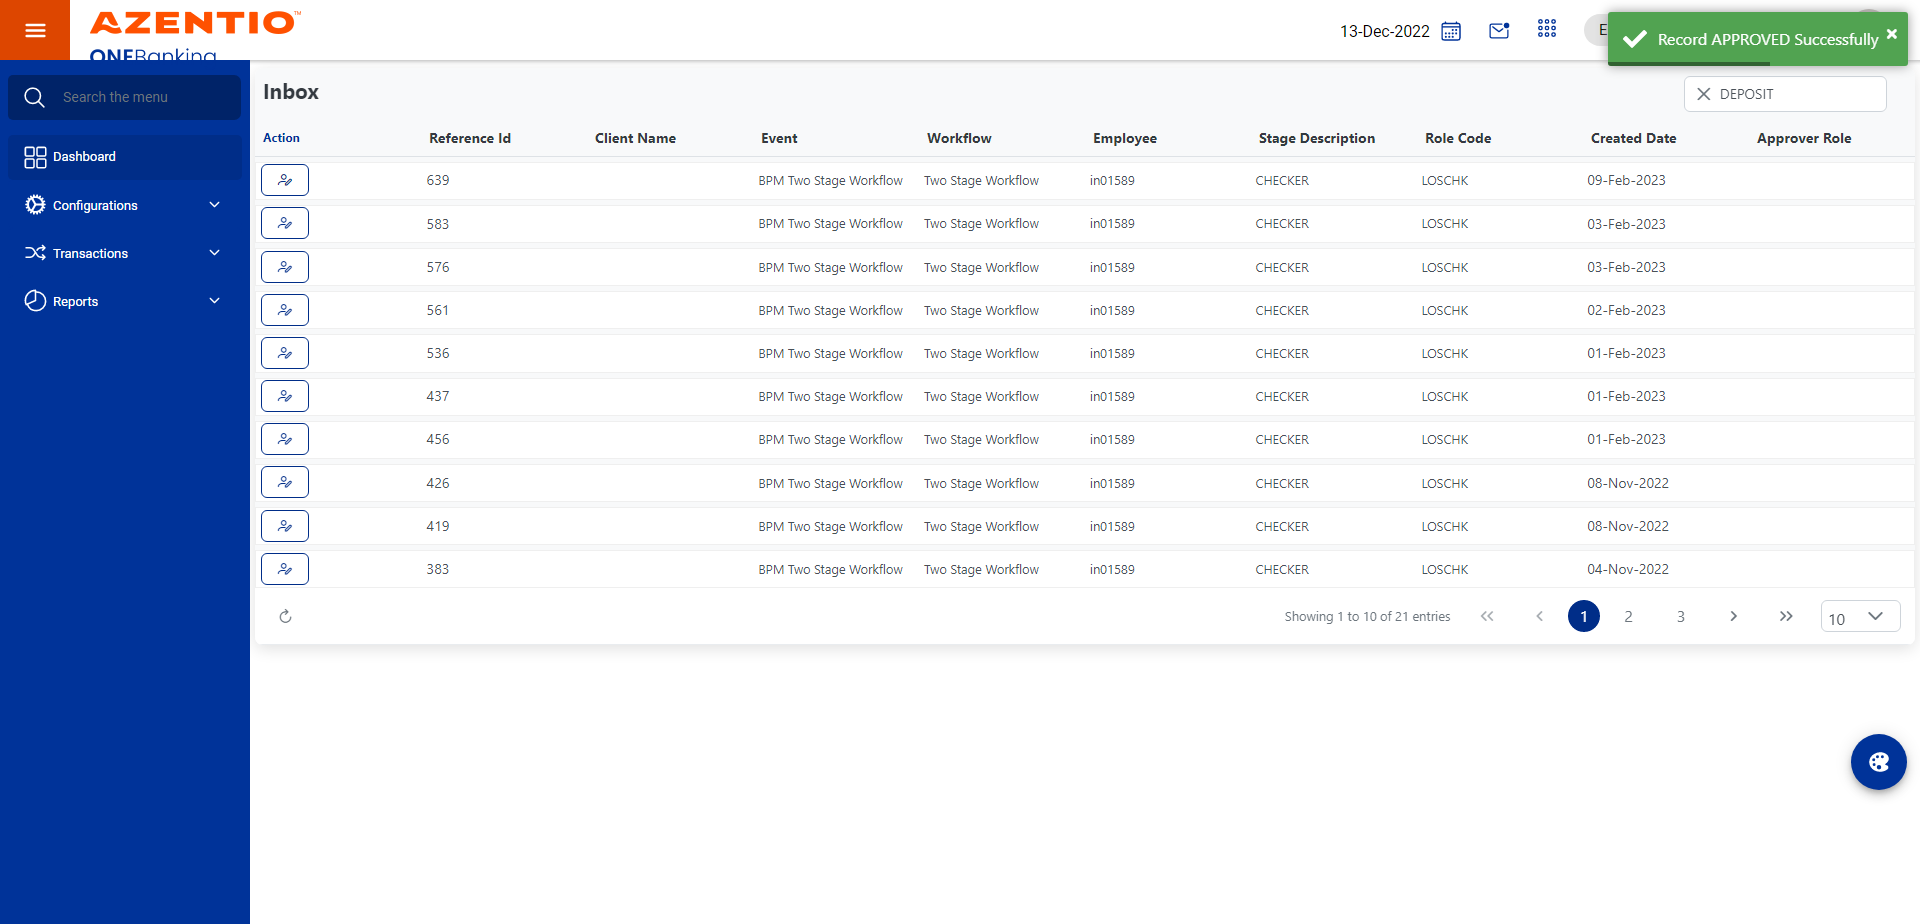 AZENTIO™
ONEBanking
13-Dec-2022
E
Record APPROVED Successfully
Search the menu
Dashboard
Configurations
Transactions
Reports
Inbox
DEPOSIT
Action Reference Id Client Name Event Workflow Employee Stage Description Role Code Created Date Approver Role
639 BPM Two Stage Workflow Two Stage Workflow in01589 CHECKER LOSCHK 09-Feb-2023
583 BPM Two Stage Workflow Two Stage Workflow in01589 CHECKER LOSCHK 03-Feb-2023
576 BPM Two Stage Workflow Two Stage Workflow in01589 CHECKER LOSCHK 03-Feb-2023
561 BPM Two Stage Workflow Two Stage Workflow in01589 CHECKER LOSCHK 02-Feb-2023
536 BPM Two Stage Workflow Two Stage Workflow in01589 CHECKER LOSCHK 01-Feb-2023
437 BPM Two Stage Workflow Two Stage Workflow in01589 CHECKER LOSCHK 01-Feb-2023
456 BPM Two Stage Workflow Two Stage Workflow in01589 CHECKER LOSCHK 01-Feb-2023
426 BPM Two Stage Workflow Two Stage Workflow in01589 CHECKER LOSCHK 08-Nov-2022
419 BPM Two Stage Workflow Two Stage Workflow in01589 CHECKER LOSCHK 08-Nov-2022
383 BPM Two Stage Workflow Two Stage Workflow in01589 CHECKER LOSCHK 04-Nov-2022
Showing 1 to 10 of 21 entries 1 2 3 10